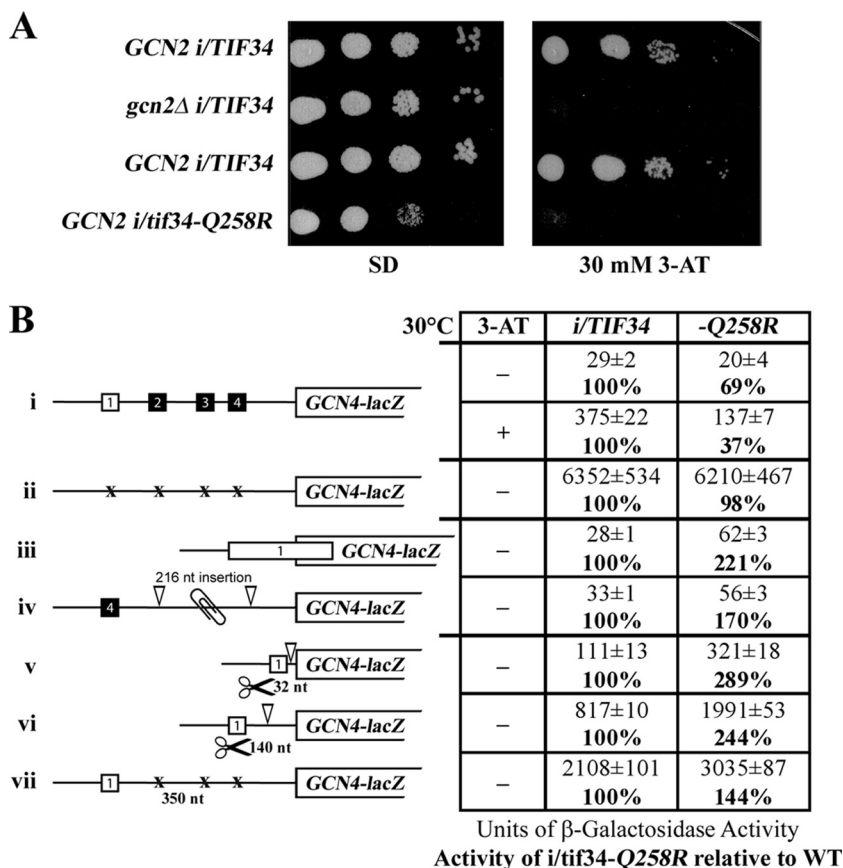 A
GCN2 i/TIF34
gcn2Δ i/TIF34
GCN2 i/TIF34
GCN2 i/tif34-Q258R
SD 30 mM 3-AT
B
30°C 3-AT i/TIF34 -Q258R
i 1 2 3 4 GCN4-lacZ
– 29±2 20±4
100% 69%
+ 375±22 137±7
100% 37%
ii x x x x GCN4-lacZ – 6352±534 6210±467
100% 98%
iii 1 GCN4-lacZ – 28±1 62±3
100% 221%
216 nt insertion
iv 4 GCN4-lacZ – 33±1 56±3
100% 170%
v 1 GCN4-lacZ – 111±13 321±18
32 nt 100% 289%
vi 1 GCN4-lacZ – 817±10 1991±53
140 nt 100% 244%
vii 1 x x x GCN4-lacZ – 2108±101 3035±87
350 nt 100% 144%
Units of β-Galactosidase Activity
Activity of i/tif34-Q258R relative to WT